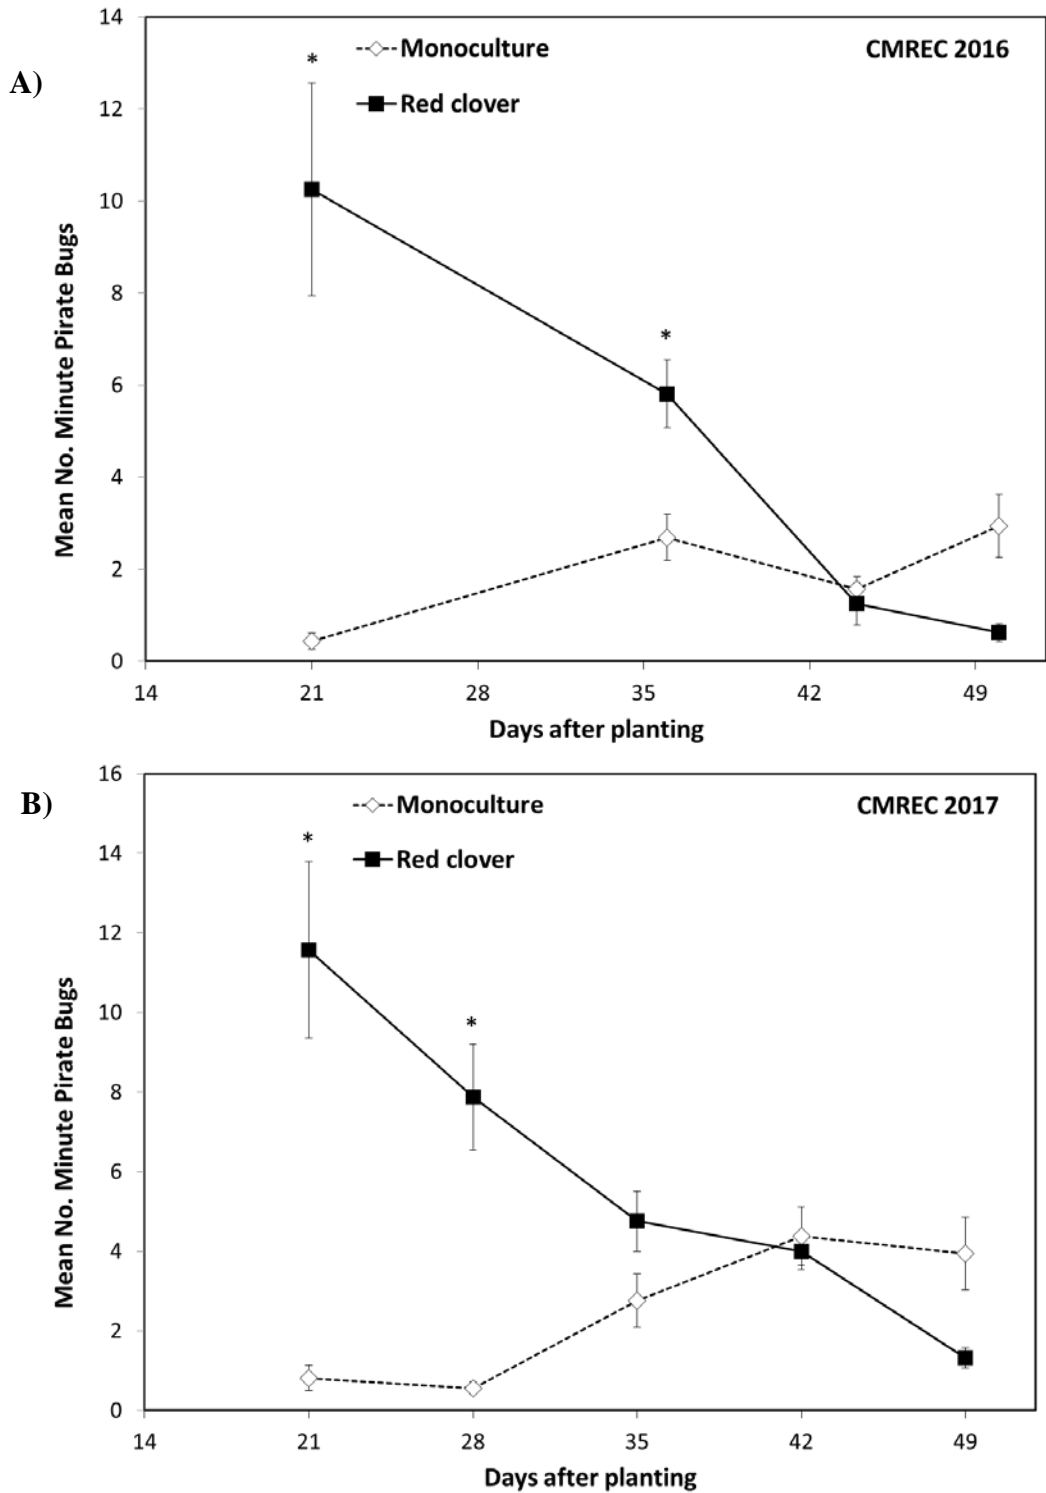 A)
Monoculture
Red clover
CMREC 2016
*
*
Mean No. Minute Pirate Bugs
14
12
10
8
6
4
2
0
14 21 28 35 42 49
Days after planting
B)
Monoculture
Red clover
CMREC 2017
*
*
Mean No. Minute Pirate Bugs
16
14
12
10
8
6
4
2
0
14 21 28 35 42 49
Days after planting